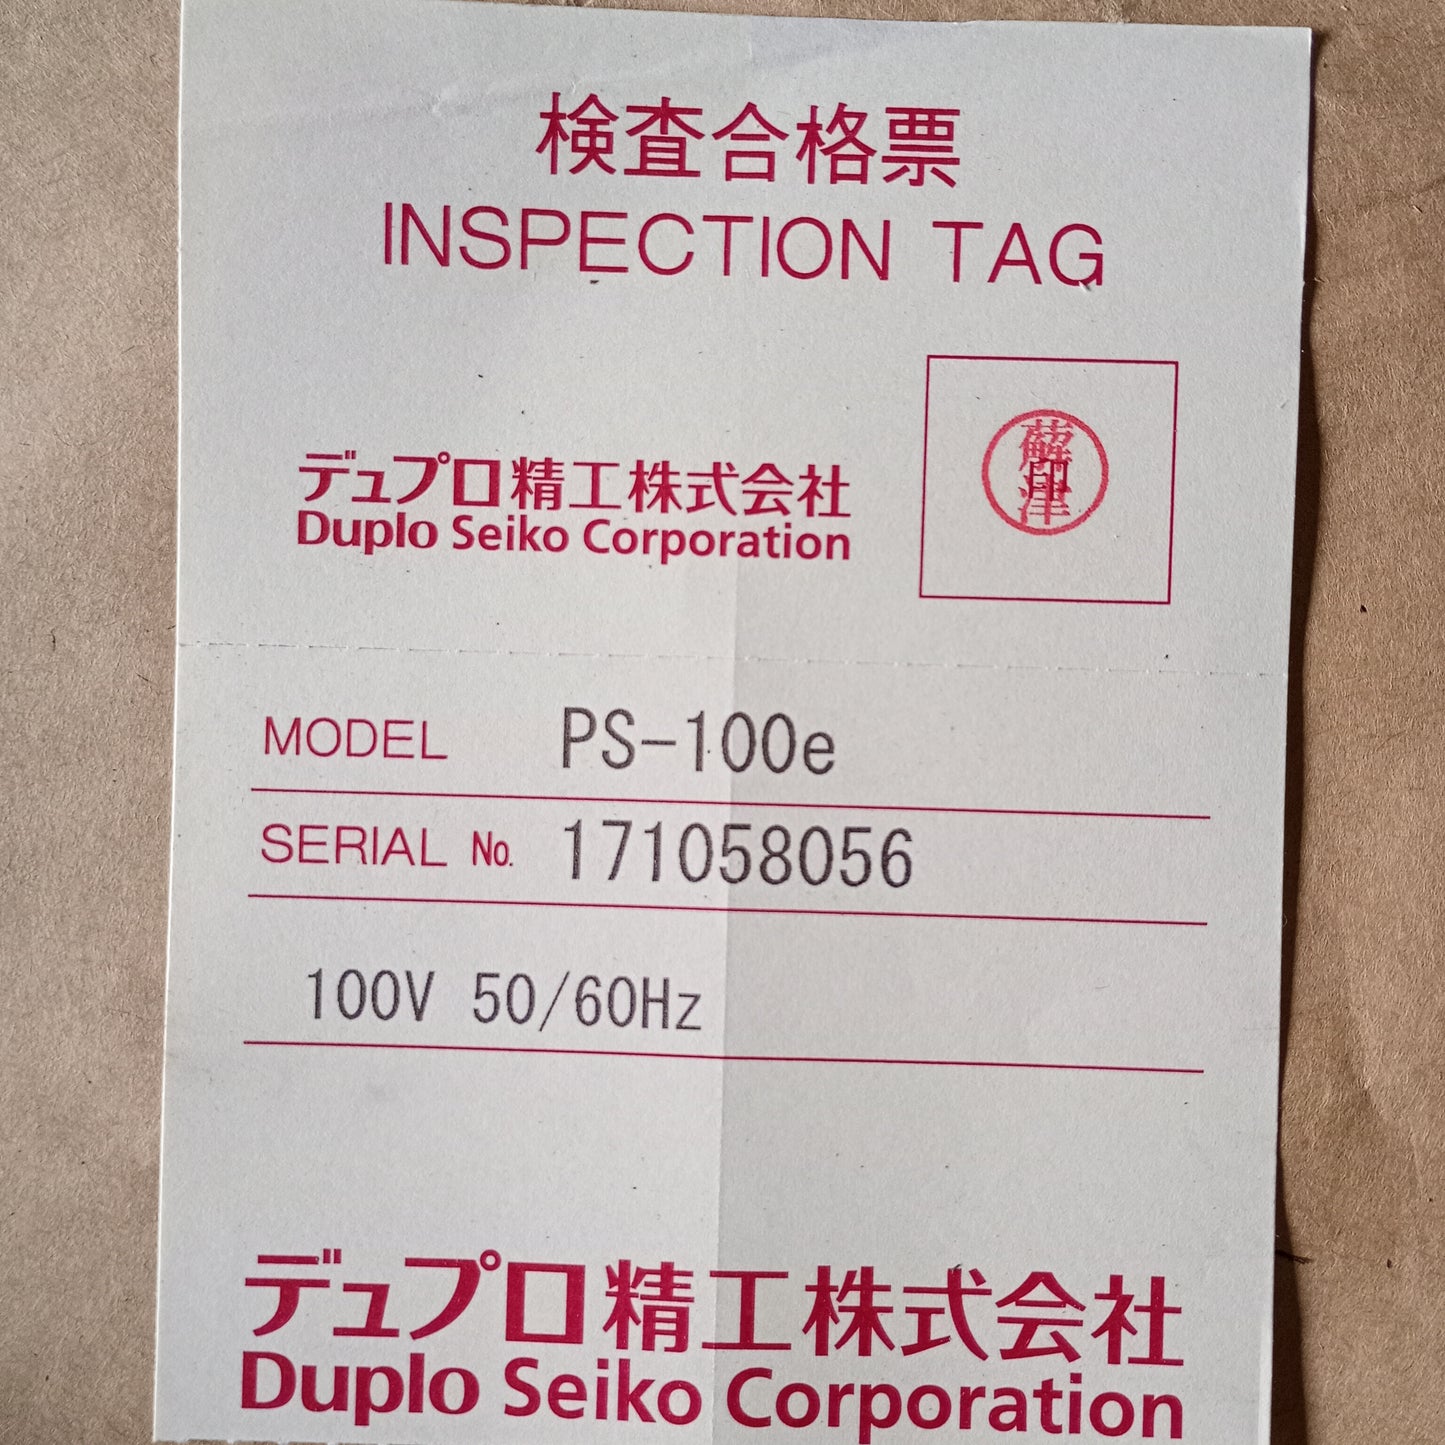 検査合格票
INSPECTION TAG
デュプロ精工株式会社
Duplo Seiko Corporation
印
津
MODEL PS-100e
SERIAL No. 171058056
100V 50/60Hz
デュプロ精工株式会社
Duplo Seiko Corporation